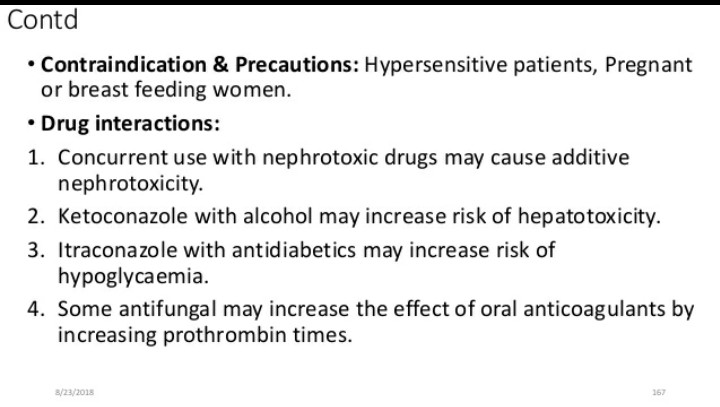 Contd
• Contraindication & Precautions: Hypersensitive patients, Pregnant
or breast feeding women.
• Drug interactions:
1. Concurrent use with nephrotoxic drugs may cause additive
nephrotoxicity.
2. Ketoconazole with alcohol may increase risk of hepatotoxicity.
3. Itraconazole with antidiabetics may increase risk of
hypoglycaemia.
4. Some antifungal may increase the effect of oral anticoagulants by
increasing prothrombin times.
8/23/2018
167